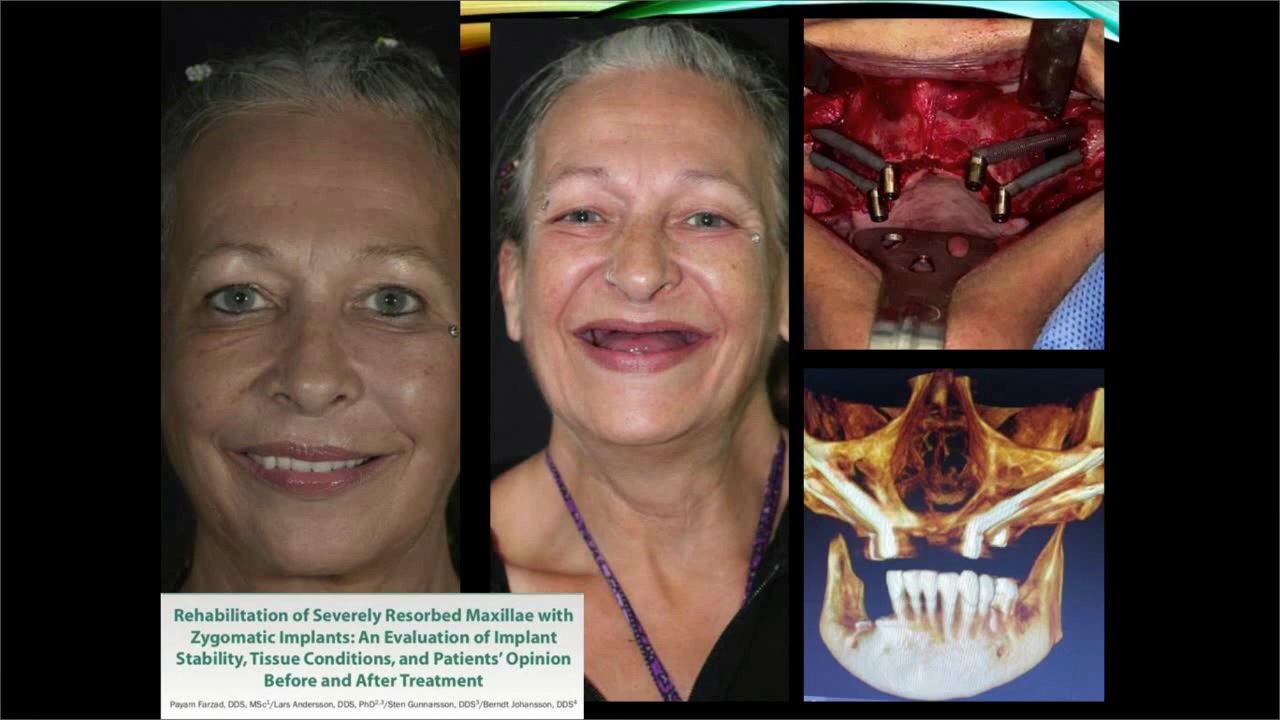 Rehabilitation of Severely Resorbed Maxillae with
Zygomatic Implants: An Evaluation of Implant
Stability, Tissue Conditions, and Patients’ Opinion
Before and After Treatment
Payam Farzad, DDS, MSc¹/Lars Andersson, DDS, PhD²,³/Sten Gunnarsson, DDS³/Berndt Johansson, DDS⁴